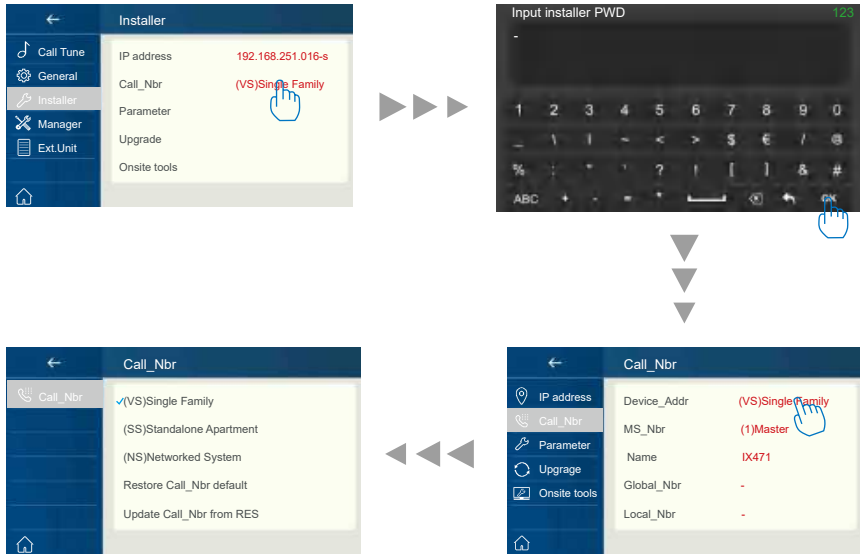 Installer
Call Tune
General
Installer
Manager
Ext.Unit
IP address 192.168.251.016-s
Call_Nbr (VS)Single Family
Parameter
Upgrade
Onsite tools
Input installer PWD 123
-
1 2 3 4 5 6 7 8 9 0
_ \ | ~ < > $ € / @
% : " ' ? ! [ ] & #
ABC + - = * OK
Call_Nbr
Call_Nbr
(VS)Single Family
(SS)Standalone Apartment
(NS)Networked System
Restore Call_Nbr default
Update Call_Nbr from RES
Call_Nbr
IP address
Call_Nbr
Parameter
Upgrage
Onsite tools
Device_Addr (VS)Single Family
MS_Nbr (1)Master
Name IX471
Global_Nbr -
Local_Nbr -